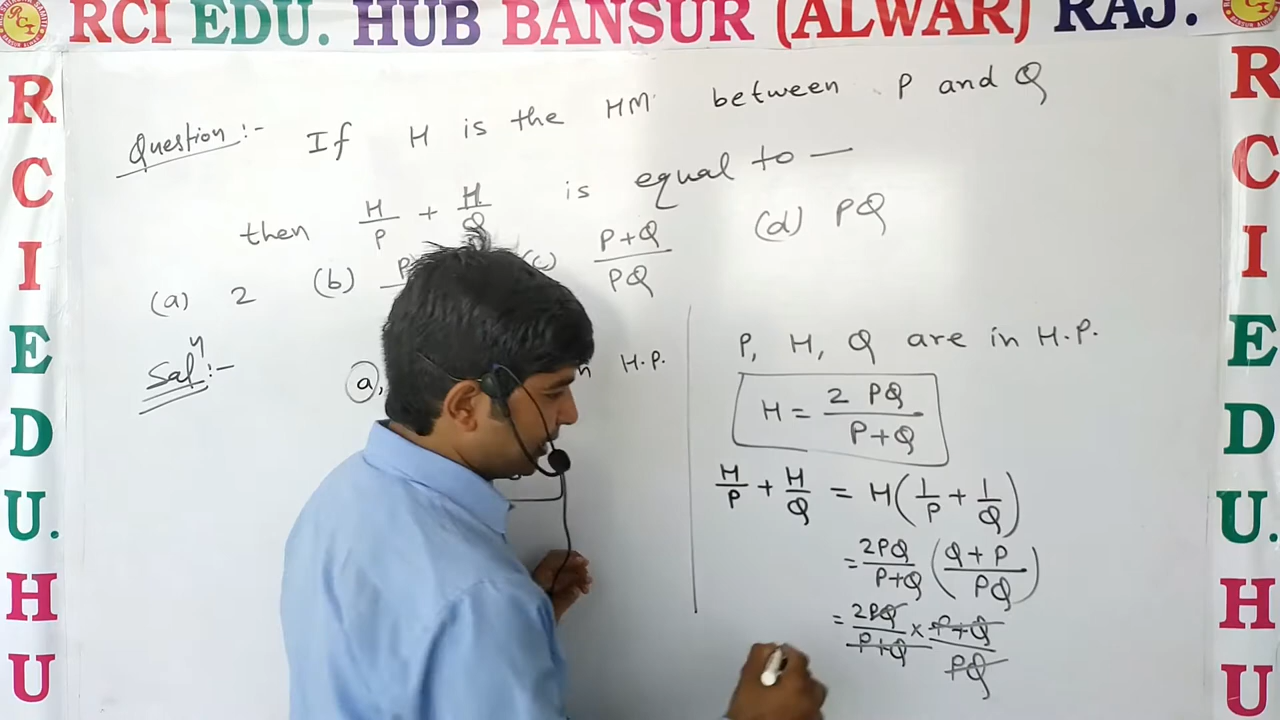 RCI EDU. HUB BANSUR (ALWAR) RAJ.
R C I E D U. H U
R C I E D U. H U
Question :- If H is the HM between P and Q
then H/P + H/Q is equal to —
(a) 2 (b) P (c) P+Q/PQ (d) PQ
Solⁿ :- a, H.P.
P, H, Q are in H.P.
H = 2PQ/P+Q
H/P + H/Q = H(1/P + 1/Q)
= 2PQ/P+Q (Q+P/PQ)
= 2PQ/P+Q × P+Q/PQ